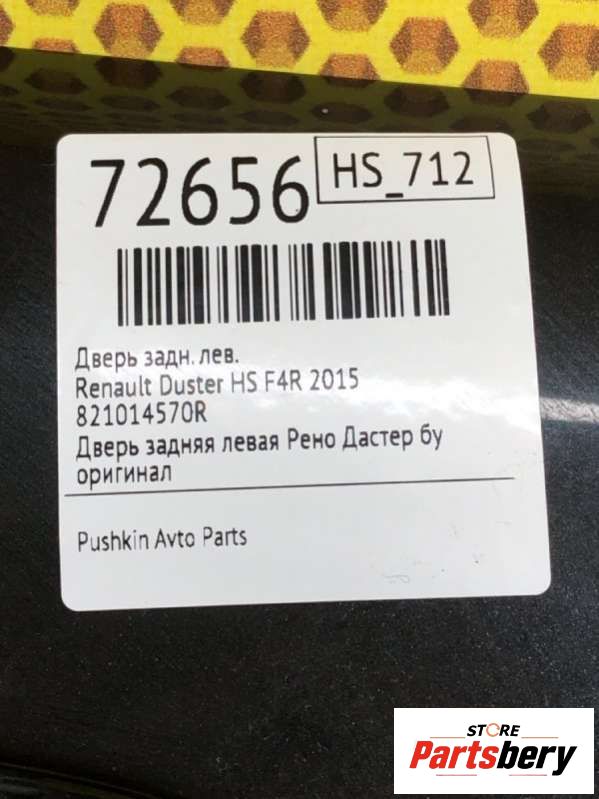 72656
HS_712
Дверь задн. лев.
Renault Duster HS F4R 2015
821014570R
Дверь задняя левая Рено Дастер бу
оригинал
Pushkin Avto Parts
STORE
Partsbery